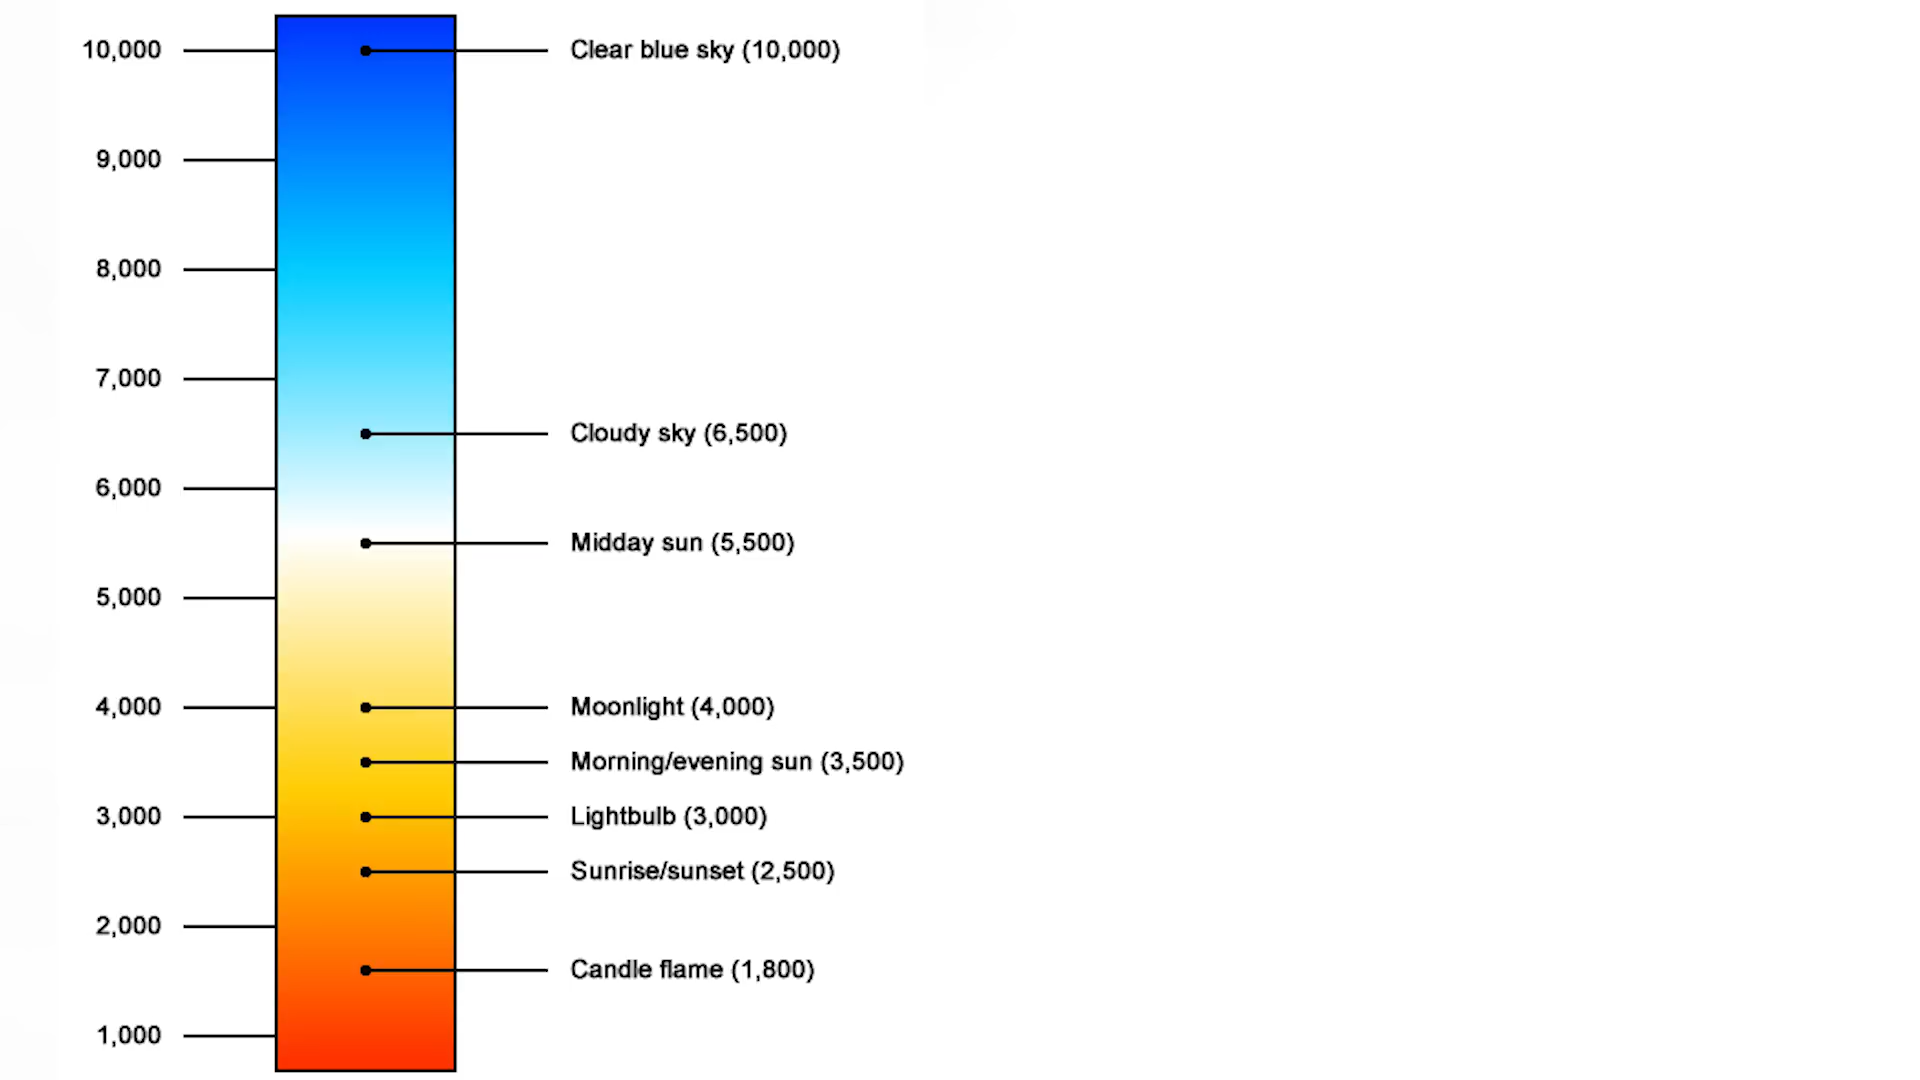 10,000 Clear blue sky (10,000)
9,000
8,000
7,000
Cloudy sky (6,500)
6,000
Midday sun (5,500)
5,000
4,000 Moonlight (4,000)
Morning/evening sun (3,500)
3,000 Lightbulb (3,000)
Sunrise/sunset (2,500)
2,000
Candle flame (1,800)
1,000